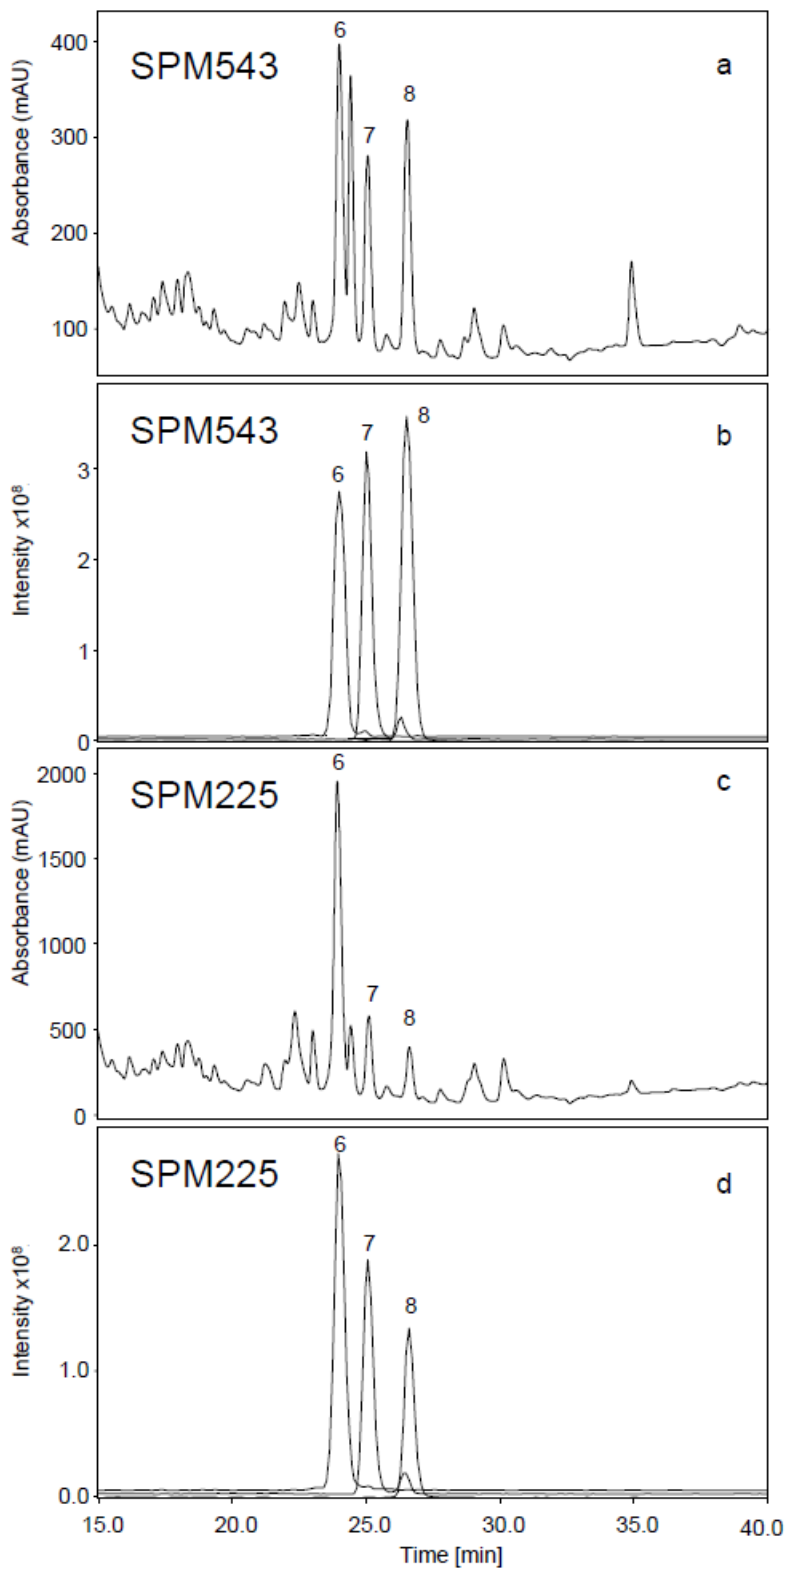 6
SPM543
a
8
7
400
300
200
100
Absorbance (mAU)
SPM543
b
8
7
6
3
2
1
0
Intensity x10⁸
6
SPM225
c
7
8
2000
1500
1000
500
0
Absorbance (mAU)
6
SPM225
d
7
8
2.0
1.0
0.0
Intensity x10⁸
15.0 20.0 25.0 30.0 35.0 40.0
Time [min]